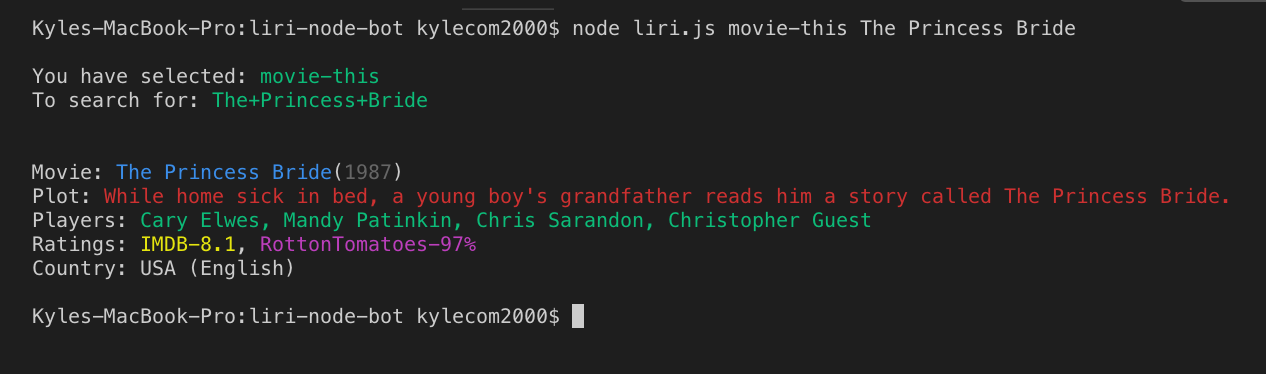 Kyles-MacBook-Pro:liri-node-bot kylecom2000$ node liri.js movie-this The Princess Bride
You have selected: movie-this
To search for: The+Princess+Bride
Movie: The Princess Bride(1987)
Plot: While home sick in bed, a young boy's grandfather reads him a story called The Princess Bride.
Players: Cary Elwes, Mandy Patinkin, Chris Sarandon, Christopher Guest
Ratings: IMDB-8.1, RottonTomatoes-97%
Country: USA (English)
Kyles-MacBook-Pro:liri-node-bot kylecom2000$